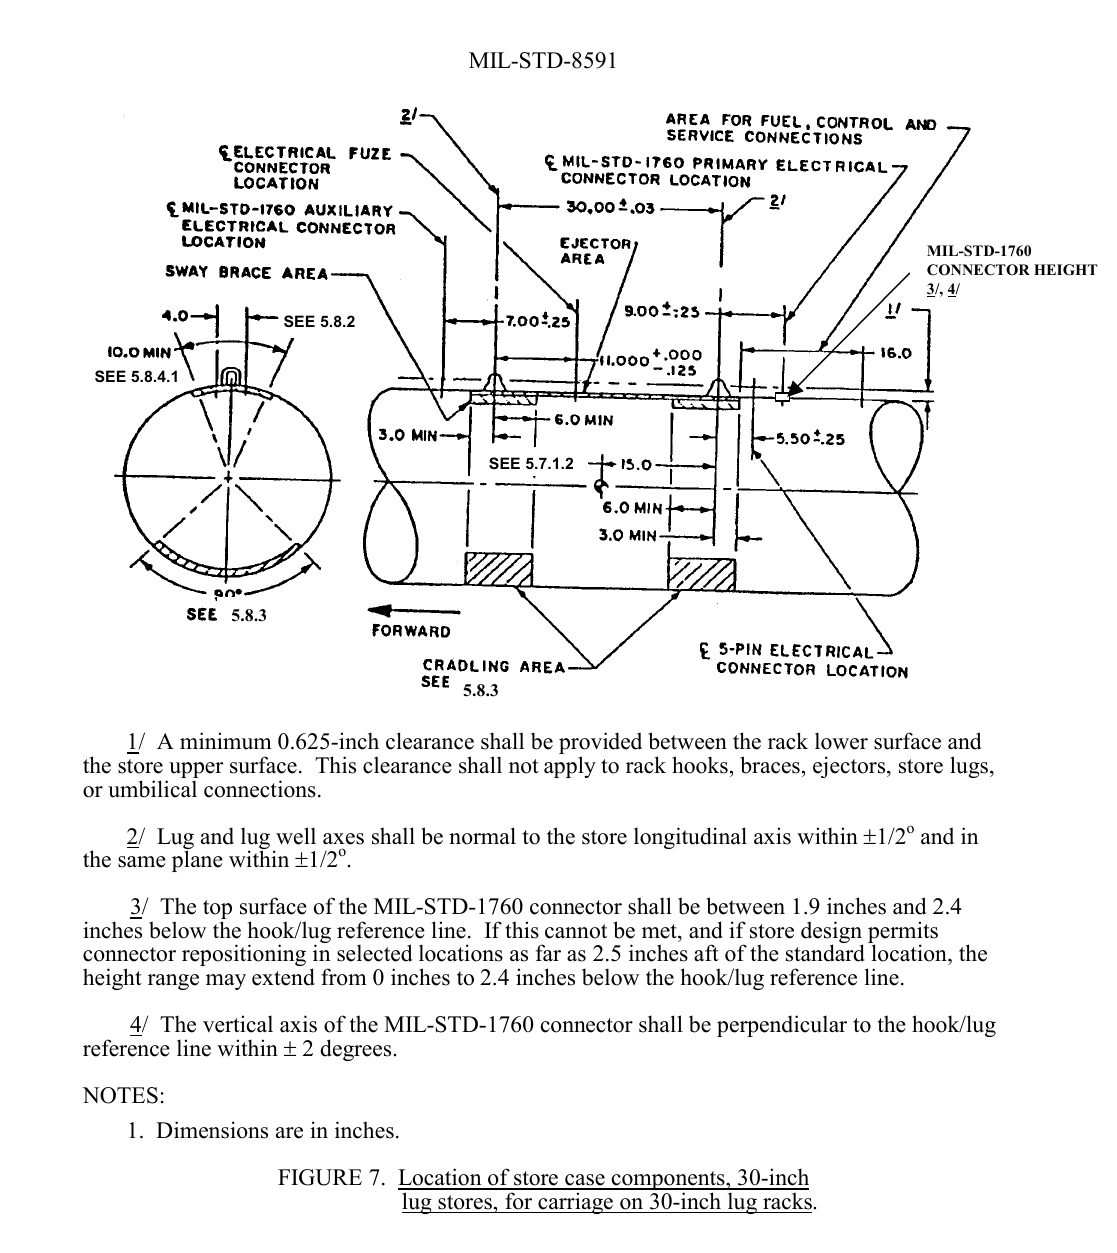 MIL-STD-8591
2/
AREA FOR FUEL, CONTROL AND
SERVICE CONNECTIONS
℄ ELECTRICAL FUZE
CONNECTOR
LOCATION
℄ MIL-STD-1760 PRIMARY ELECTRICAL
CONNECTOR LOCATION
2/
℄ MIL-STD-1760 AUXILIARY
ELECTRICAL CONNECTOR
LOCATION
30.00 ±.03
EJECTOR
AREA
MIL-STD-1760
CONNECTOR HEIGHT
3/, 4/
SWAY BRACE AREA
4.0
SEE 5.8.2
7.00 ±.25
9.00 ±.25
1/
10.0 MIN
SEE 5.8.4.1
11.000 +.000
-.125
16.0
6.0 MIN
3.0 MIN
5.50 ±.25
SEE 5.7.1.2
15.0
6.0 MIN
3.0 MIN
90°
SEE 5.8.3
FORWARD
CRADLING AREA
SEE 5.8.3
℄ 5-PIN ELECTRICAL
CONNECTOR LOCATION
1/ A minimum 0.625-inch clearance shall be provided between the rack lower surface and
the store upper surface. This clearance shall not apply to rack hooks, braces, ejectors, store lugs,
or umbilical connections.
2/ Lug and lug well axes shall be normal to the store longitudinal axis within ±1/2° and in
the same plane within ±1/2°.
3/ The top surface of the MIL-STD-1760 connector shall be between 1.9 inches and 2.4
inches below the hook/lug reference line. If this cannot be met, and if store design permits
connector repositioning in selected locations as far as 2.5 inches aft of the standard location, the
height range may extend from 0 inches to 2.4 inches below the hook/lug reference line.
4/ The vertical axis of the MIL-STD-1760 connector shall be perpendicular to the hook/lug
reference line within ± 2 degrees.
NOTES:
1. Dimensions are in inches.
FIGURE 7. Location of store case components, 30-inch
lug stores, for carriage on 30-inch lug racks.